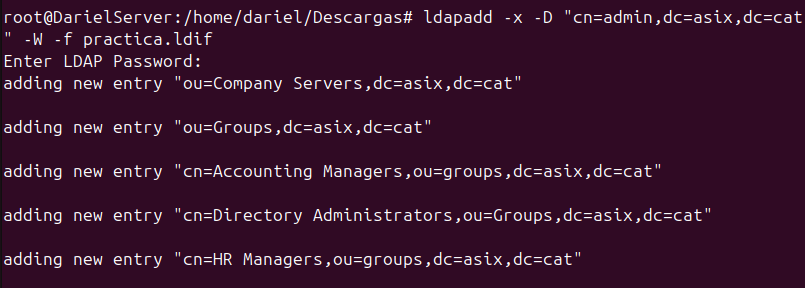 root@DarielServer:/home/dariel/Descargas# ldapadd -x -D "cn=admin,dc=asix,dc=cat
" -W -f practica.ldif
Enter LDAP Password:
adding new entry "ou=Company Servers,dc=asix,dc=cat"
adding new entry "ou=Groups,dc=asix,dc=cat"
adding new entry "cn=Accounting Managers,ou=groups,dc=asix,dc=cat"
adding new entry "cn=Directory Administrators,ou=Groups,dc=asix,dc=cat"
adding new entry "cn=HR Managers,ou=groups,dc=asix,dc=cat"